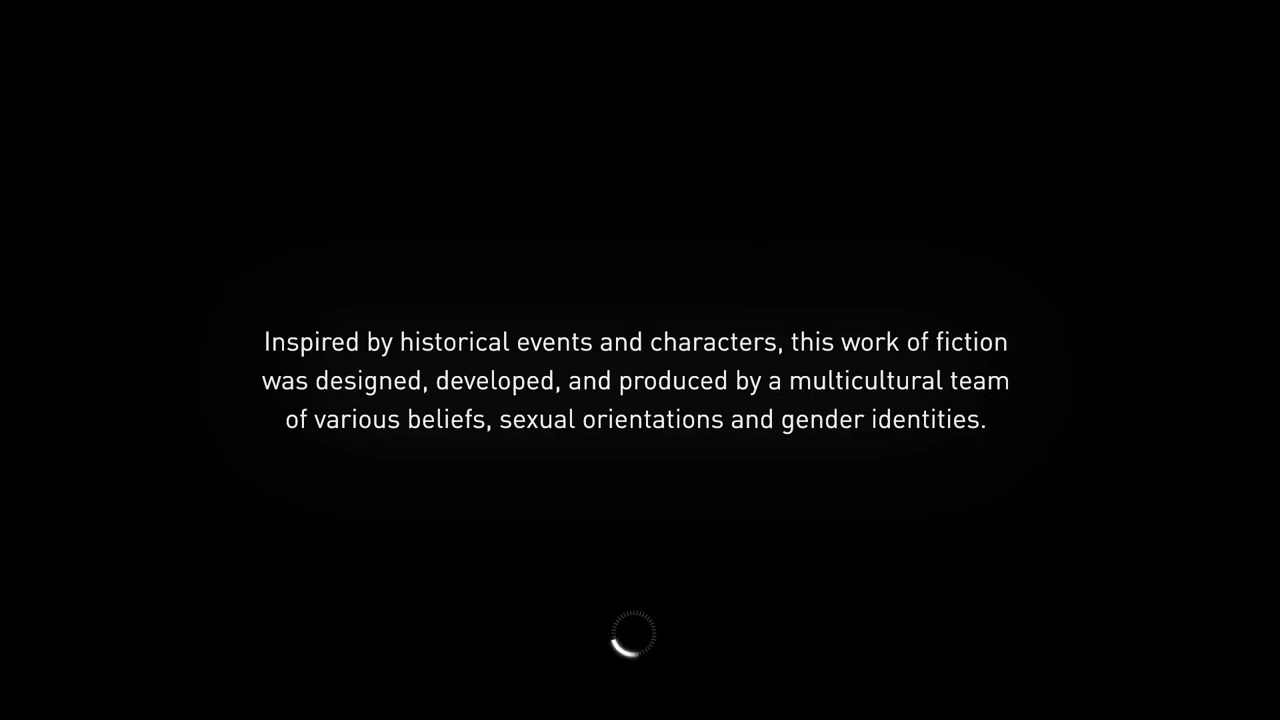 Inspired by historical events and characters, this work of fiction
was designed, developed, and produced by a multicultural team
of various beliefs, sexual orientations and gender identities.